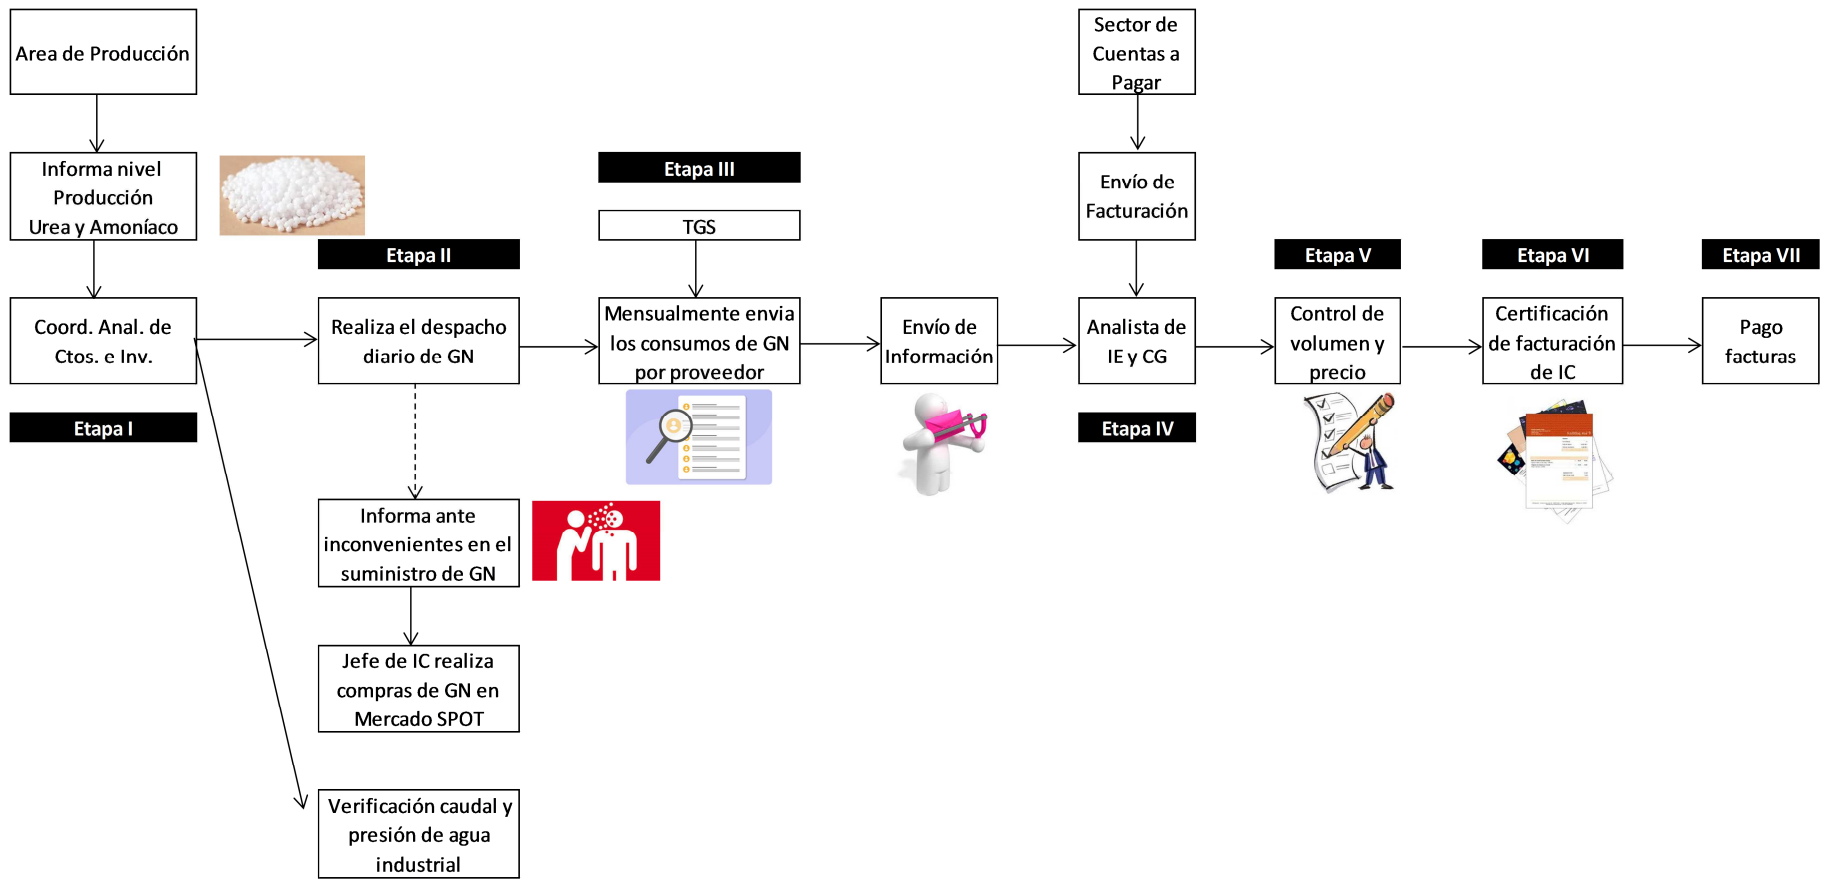 Area de Producción
Informa nivel
Producción
Urea y Amoníaco
Coord. Anal. de
Ctos. e Inv.
Etapa I
Etapa II
Realiza el despacho
diario de GN
Informa ante
inconvenientes en el
suministro de GN
Jefe de IC realiza
compras de GN en
Mercado SPOT
Verificación caudal y
presión de agua
industrial
Etapa III
TGS
Mensualmente envia
los consumos de GN
por proveedor
Envío de
Información
Sector de
Cuentas a
Pagar
Envío de
Facturación
Analista de
IE y CG
Etapa IV
Etapa V
Control de
volumen y
precio
Etapa VI
Certificación
de facturación
de IC
Etapa VII
Pago
facturas